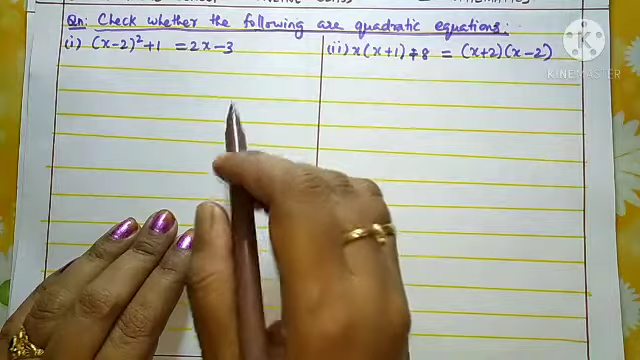 Qn: Check whether the following are quadratic equations:
(i) (x-2)²+1 =2x-3
(ii) x(x+1)+8 = (x+2)(x-2)
KINEMASTER